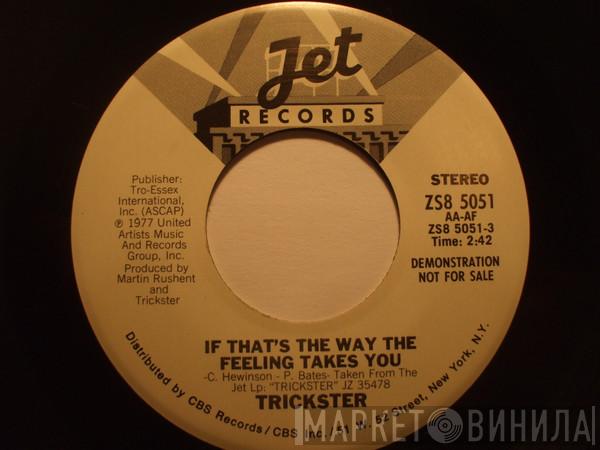 Jet
RECORDS
Publisher:
Tro-Essex
International,
Inc. (ASCAP)
℗ 1977 United
Artists Music
And Records
Group, Inc.
Produced by
Martin Rushent
and
Trickster
STEREO
ZS8 5051
AA-AF
ZS8 5051-3
Time: 2:42
DEMONSTRATION
NOT FOR SALE
IF THAT'S THE WAY THE
FEELING TAKES YOU
-C. Hewinson - P. Bates- Taken From The
Jet Lp: "TRICKSTER" JZ 35478
TRICKSTER
Distributed by CBS Records/CBS Inc./51 W. 52 Street, New York, N.Y.
МАРКЕТ ВИНИЛА